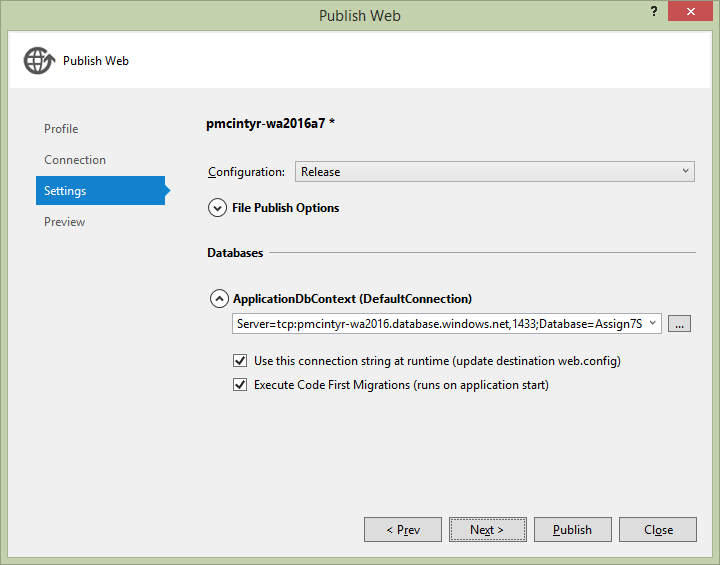 Publish Web
?
Publish Web
Profile
Connection
Settings
Preview
pmcintyr-wa2016a7 *
Configuration: Release
File Publish Options
Databases
ApplicationDbContext (DefaultConnection)
Server=tcp:pmcintyr-wa2016.database.windows.net,1433;Database=Assign7S
...
Use this connection string at runtime (update destination web.config)
Execute Code First Migrations (runs on application start)
< Prev Next > Publish Close